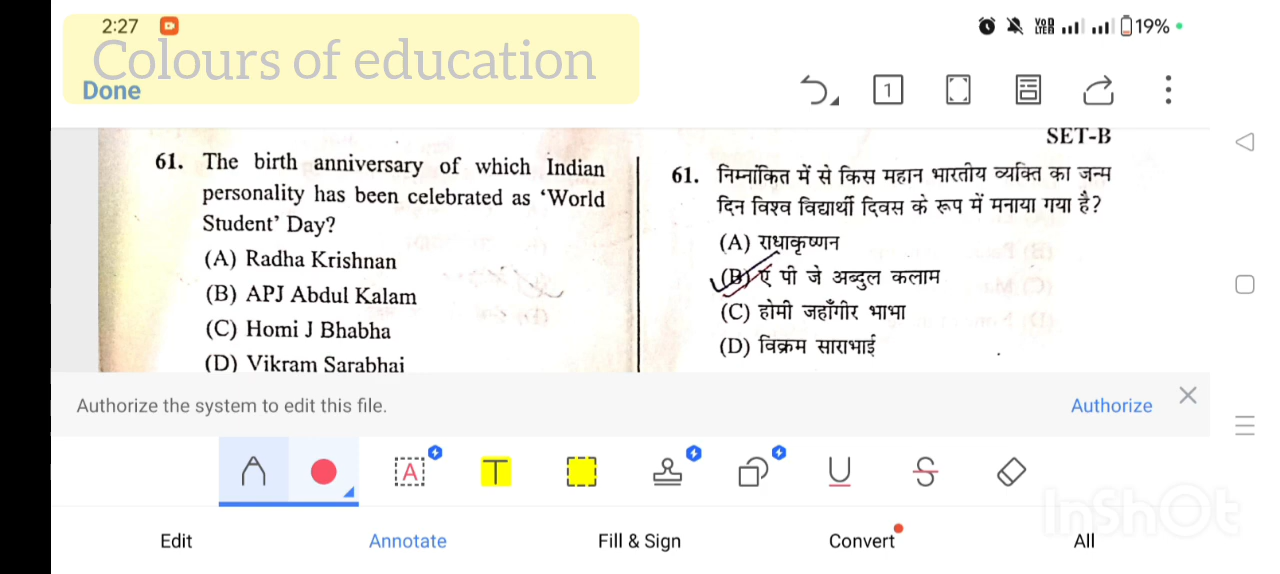 2:27
VoD
LTE
19%
Colours of education
Done
1
SET-B
61. The birth anniversary of which Indian
personality has been celebrated as ‘World
Student’ Day?
(A) Radha Krishnan
(B) APJ Abdul Kalam
(C) Homi J Bhabha
(D) Vikram Sarabhai
61. निम्नांकित में से किस महान भारतीय व्यक्ति का जन्म
दिन विश्व विद्यार्थी दिवस के रूप में मनाया गया है?
(A) राधाकृष्णन
(B) ए पी जे अब्दुल कलाम
(C) होमी जहाँगीर भाभा
(D) विक्रम साराभाई
Authorize the system to edit this file.
Authorize
A T U S
Edit Annotate Fill & Sign Convert All
InShOt